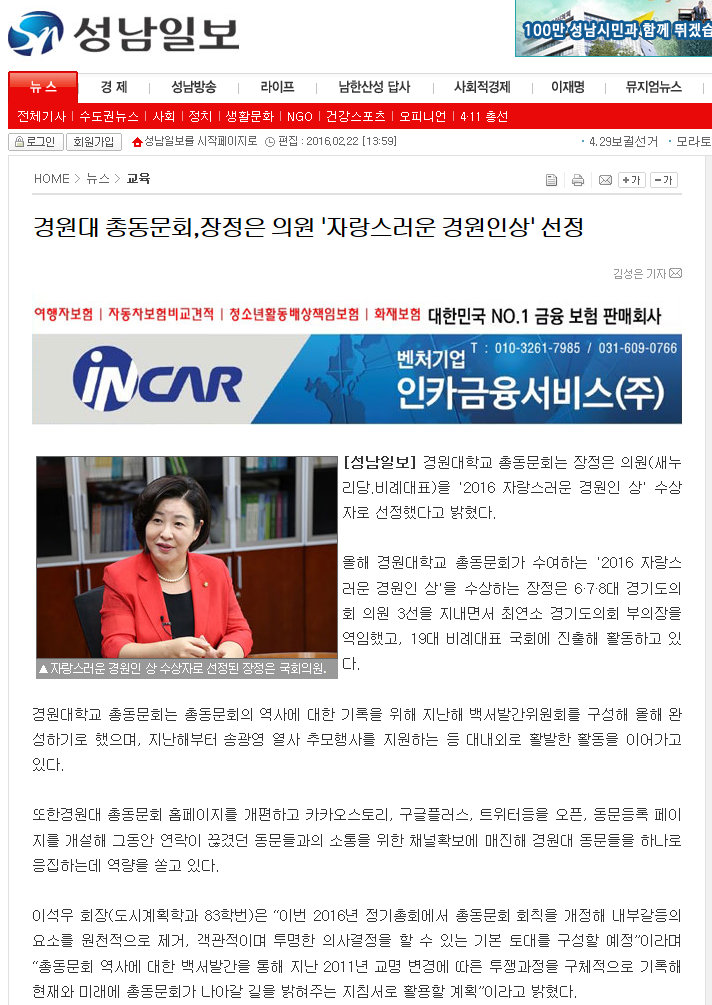 성남일보
100만 성남시민과 함께 뛰겠습
뉴스 경제 성남방송 라이프 남한산성 답사 사회적경제 이재명 뮤지엄뉴스
전체기사 | 수도권뉴스 | 사회 | 정치 | 생활문화 | NGO | 건강스포츠 | 오피니언 | 4·11 총선
로그인 회원가입 성남일보를 시작페이지로 편집 : 2016.02.22 [13:59] · 4.29보궐선거 · 모라토
HOME > 뉴스 > 교육 +가 -가
경원대 총동문회,장정은 의원 '자랑스러운 경원인상' 선정
김성은 기자
여행자보험 | 자동차보험비교견적 | 청소년활동배상책임보험 | 화재보험 대한민국 NO.1 금융 보험 판매회사
INCAR
벤처기업 T : 010-3261-7985 / 031-609-0766
인카금융서비스(주)
[성남일보] 경원대학교 총동문회는 장정은 의원(새누
리당.비례대표)을 '2016 자랑스러운 경원인 상' 수상
자로 선정했다고 밝혔다.
올해 경원대학교 총동문회가 수여하는 '2016 자랑스
러운 경원인 상'을 수상하는 장정은 6·7·8대 경기도의
회 의원 3선을 지내면서 최연소 경기도의회 부의장을
역임했고, 19대 비례대표 국회에 진출해 활동하고 있
다.
▲자랑스러운 경원인 상 수상자로 선정된 장정은 국회의원.
경원대학교 총동문회는 총동문회의 역사에 대한 기록을 위해 지난해 백서발간위원회를 구성해 올해 완
성하기로 했으며, 지난해부터 송광영 열사 추모행사를 지원하는 등 대내외로 활발한 활동을 이어가고
있다.
또한경원대 총동문회 홈페이지를 개편하고 카카오스토리, 구글플러스, 트위터등을 오픈, 동문등록 페이
지를 개설해 그동안 연락이 끊겼던 동문들과의 소통을 위한 채널확보에 매진해 경원대 동문들을 하나로
응집하는데 역량을 쏟고 있다.
이석우 회장(도시계획학과 83학번)은 “이번 2016년 정기총회에서 총동문회 회칙을 개정해 내부갈등의
요소를 원천적으로 제거, 객관적이며 투명한 의사결정을 할 수 있는 기본 토대를 구성할 예정”이라며
“총동문회 역사에 대한 백서발간을 통해 지난 2011년 교명 변경에 따른 투쟁과정을 구체적으로 기록해
현재와 미래에 총동문회가 나아갈 길을 밝혀주는 지침서로 활용할 계획”이라고 밝혔다.